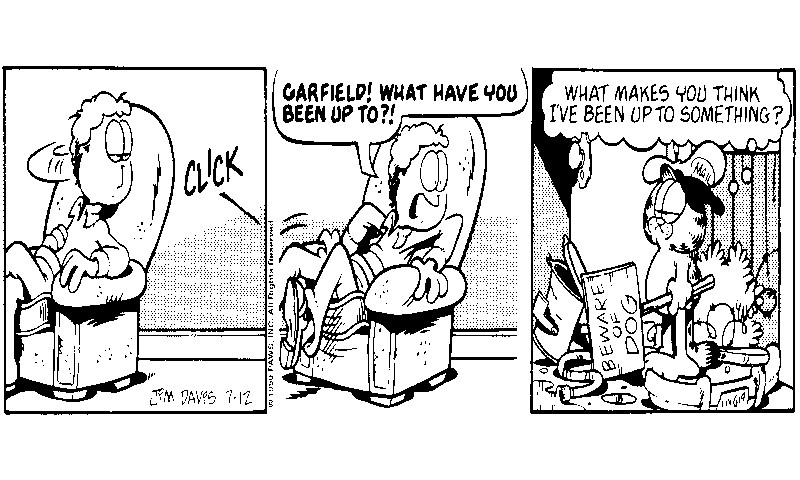 CLICK
JIM DAVIS 7-12
GARFIELD! WHAT HAVE YOU
BEEN UP TO?!
WHAT MAKES YOU THINK
I'VE BEEN UP TO SOMETHING?
BEWARE
OF
DOG